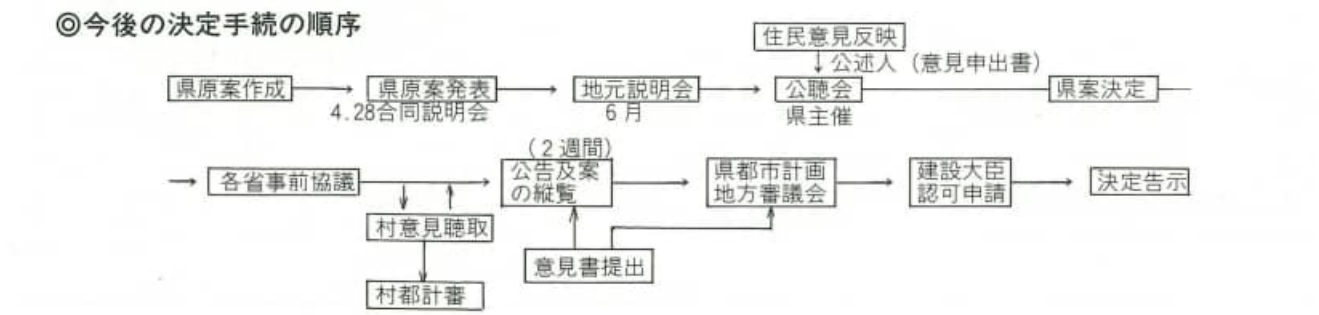 ◎今後の決定手続の順序
住民意見反映
公述人（意見申出書）
県原案作成
県原案発表
4.28合同説明会
地元説明会
6月
公聴会
県主催
県案決定
各省事前協議
村意見聴取
村都計審
（2週間）
公告及案
の縦覧
意見書提出
県都市計画
地方審議会
建設大臣
認可申請
決定告示